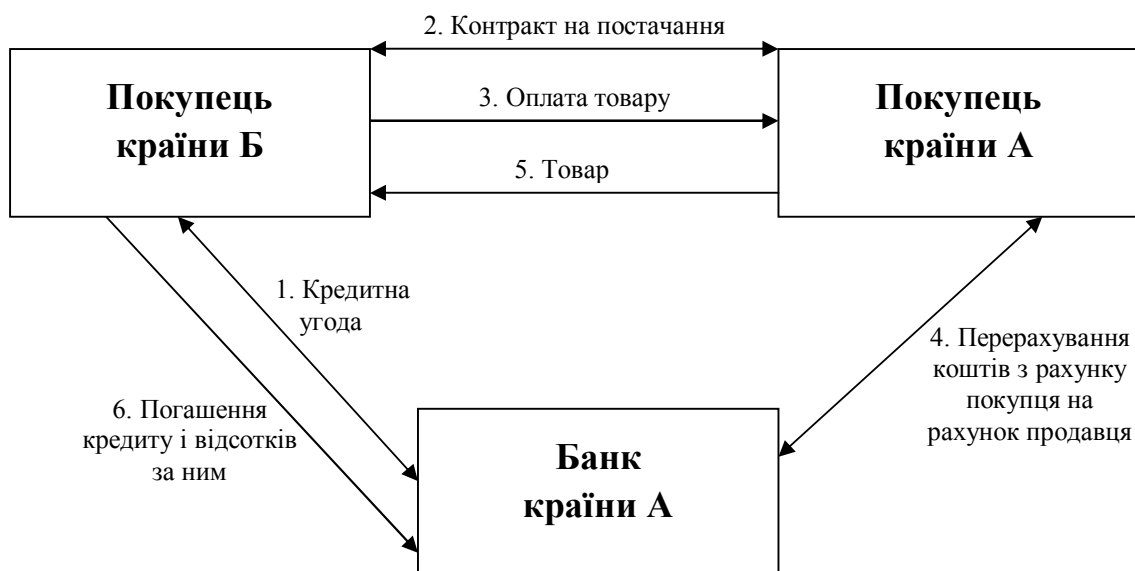 2. Контракт на постачання
Покупець
країни Б
3. Оплата товару
5. Товар
Покупець
країни А
1. Кредитна
угода
4. Перерахування
коштів з рахунку
покупця на
рахунок продавця
6. Погашення
кредиту і відсотків
за ним
Банк
країни А